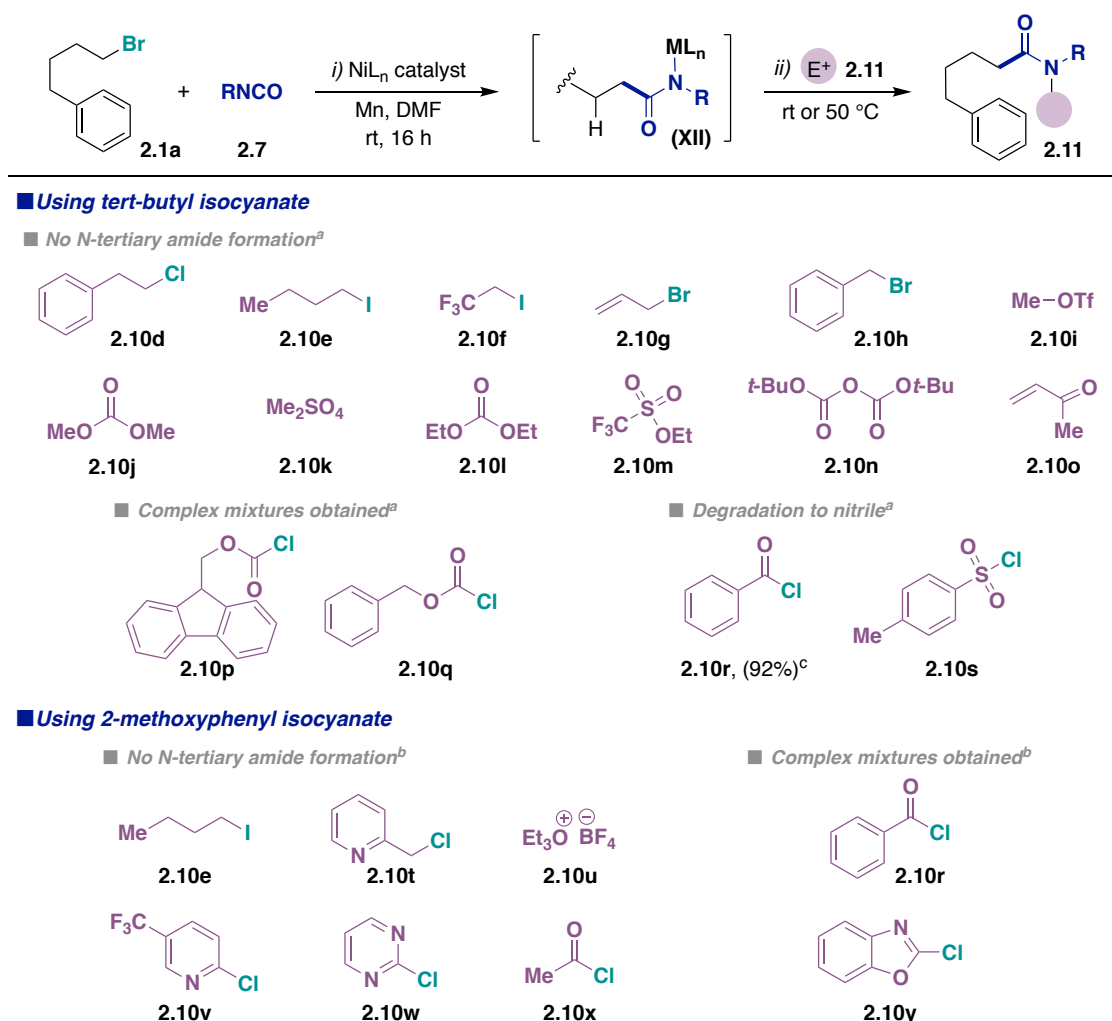 Br
+ RNCO
i) NiLn catalyst
Mn, DMF
rt, 16 h
2.1a 2.7
MLn
N R
H O
(XII)
ii) E+ 2.11
rt or 50 °C
O
N R
2.11
■Using tert-butyl isocyanate
■ No N-tertiary amide formationᵃ
Cl Me I F3C I Br Br Me–OTf
2.10d 2.10e 2.10f 2.10g 2.10h 2.10i
O
MeO OMe
Me2SO4
O
EtO OEt
O
F3C S O
OEt
t-BuO O Ot-Bu
O O
O
Me
2.10j 2.10k 2.10l 2.10m 2.10n 2.10o
■ Complex mixtures obtainedᵃ
■ Degradation to nitrileᵃ
O Cl
O
2.10p
O
O Cl
2.10q
O
Cl
2.10r, (92%)ᶜ
O Cl
S
O
Me
2.10s
■Using 2-methoxyphenyl isocyanate
■ No N-tertiary amide formationᵇ
■ Complex mixtures obtainedᵇ
Me I
2.10e
N Cl
2.10t
+ −
Et3O BF4
2.10u
O
Cl
2.10r
F3C
N Cl
2.10v
N
N Cl
2.10w
O
Me Cl
2.10x
N
O Cl
2.10y